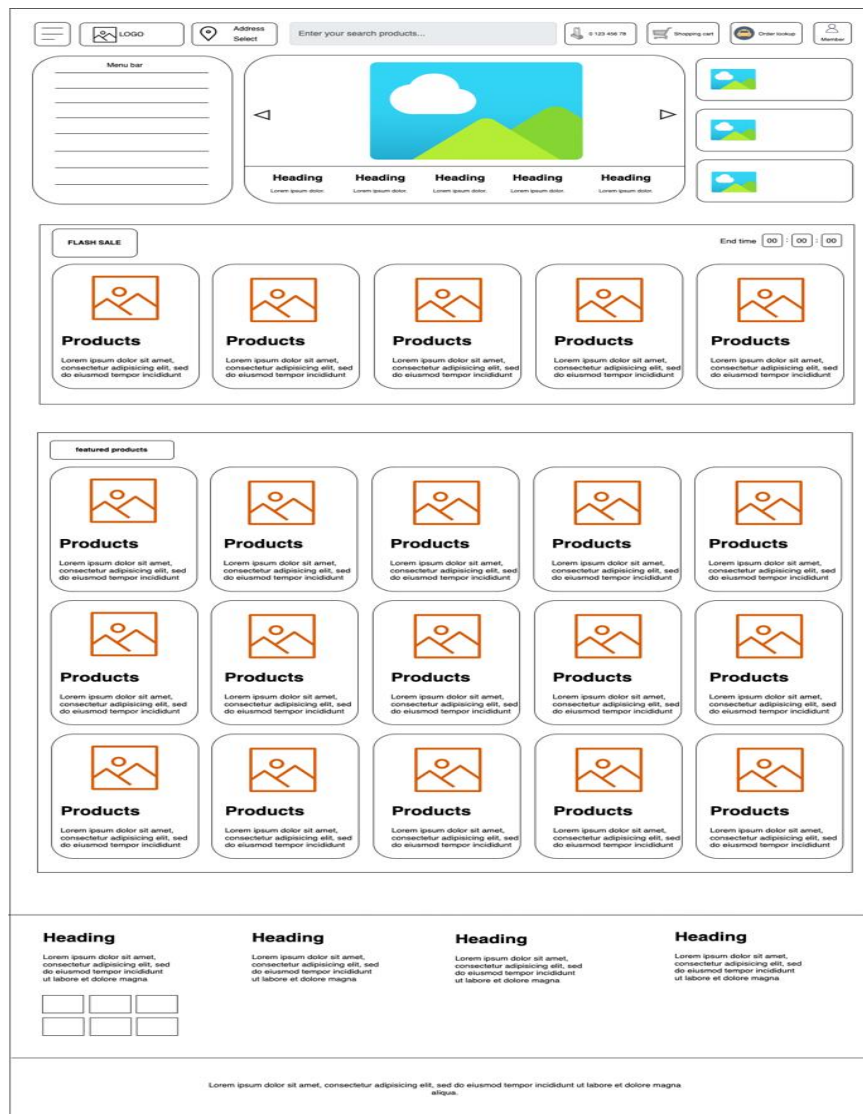 LOGO
Address
Select
Enter your search products...
0 123 456 78
Shopping cart
Order lookup
Member
Menu bar
Heading
Lorem ipsum dolor.
Heading
Lorem ipsum dolor.
Heading
Lorem ipsum dolor.
Heading
Lorem ipsum dolor.
Heading
Lorem ipsum dolor.
FLASH SALE
End time 00 : 00 : 00
Products
Lorem ipsum dolor sit amet,
consectetur adipisicing elit, sed
do eiusmod tempor incididunt
Products
Lorem ipsum dolor sit amet,
consectetur adipisicing elit, sed
do eiusmod tempor incididunt
Products
Lorem ipsum dolor sit amet,
consectetur adipisicing elit, sed
do eiusmod tempor incididunt
Products
Lorem ipsum dolor sit amet,
consectetur adipisicing elit, sed
do eiusmod tempor incididunt
Products
Lorem ipsum dolor sit amet,
consectetur adipisicing elit, sed
do eiusmod tempor incididunt
featured products
Products
Lorem ipsum dolor sit amet,
consectetur adipisicing elit, sed
do eiusmod tempor incididunt
Products
Lorem ipsum dolor sit amet,
consectetur adipisicing elit, sed
do eiusmod tempor incididunt
Products
Lorem ipsum dolor sit amet,
consectetur adipisicing elit, sed
do eiusmod tempor incididunt
Products
Lorem ipsum dolor sit amet,
consectetur adipisicing elit, sed
do eiusmod tempor incididunt
Products
Lorem ipsum dolor sit amet,
consectetur adipisicing elit, sed
do eiusmod tempor incididunt
Products
Lorem ipsum dolor sit amet,
consectetur adipisicing elit, sed
do eiusmod tempor incididunt
Products
Lorem ipsum dolor sit amet,
consectetur adipisicing elit, sed
do eiusmod tempor incididunt
Products
Lorem ipsum dolor sit amet,
consectetur adipisicing elit, sed
do eiusmod tempor incididunt
Products
Lorem ipsum dolor sit amet,
consectetur adipisicing elit, sed
do eiusmod tempor incididunt
Products
Lorem ipsum dolor sit amet,
consectetur adipisicing elit, sed
do eiusmod tempor incididunt
Products
Lorem ipsum dolor sit amet,
consectetur adipisicing elit, sed
do eiusmod tempor incididunt
Products
Lorem ipsum dolor sit amet,
consectetur adipisicing elit, sed
do eiusmod tempor incididunt
Products
Lorem ipsum dolor sit amet,
consectetur adipisicing elit, sed
do eiusmod tempor incididunt
Products
Lorem ipsum dolor sit amet,
consectetur adipisicing elit, sed
do eiusmod tempor incididunt
Products
Lorem ipsum dolor sit amet,
consectetur adipisicing elit, sed
do eiusmod tempor incididunt
Heading
Lorem ipsum dolor sit amet,
consectetur adipisicing elit, sed
do eiusmod tempor incididunt
ut labore et dolore magna
Heading
Lorem ipsum dolor sit amet,
consectetur adipisicing elit, sed
do eiusmod tempor incididunt
ut labore et dolore magna
Heading
Lorem ipsum dolor sit amet,
consectetur adipisicing elit, sed
do eiusmod tempor incididunt
ut labore et dolore magna
Heading
Lorem ipsum dolor sit amet,
consectetur adipisicing elit, sed
do eiusmod tempor incididunt
ut labore et dolore magna
Lorem ipsum dolor sit amet, consectetur adipisicing elit, sed do eiusmod tempor incididunt ut labore et dolore magna
aliqua.